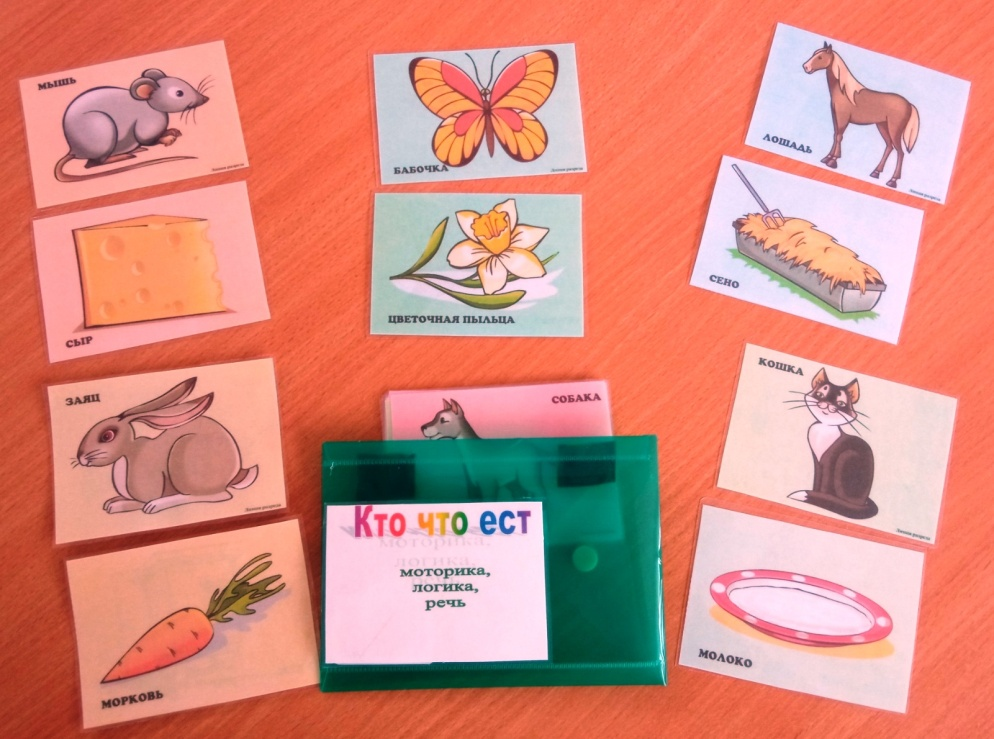 МЫШЬ
БАБОЧКА
ЛОШАДЬ
СЫР
ЦВЕТОЧНАЯ ПЫЛЬЦА
СЕНО
ЗАЯЦ
СОБАКА
КОШКА
Кто что ест
моторика,
логика,
речь
МОРКОВЬ
МОЛОКО